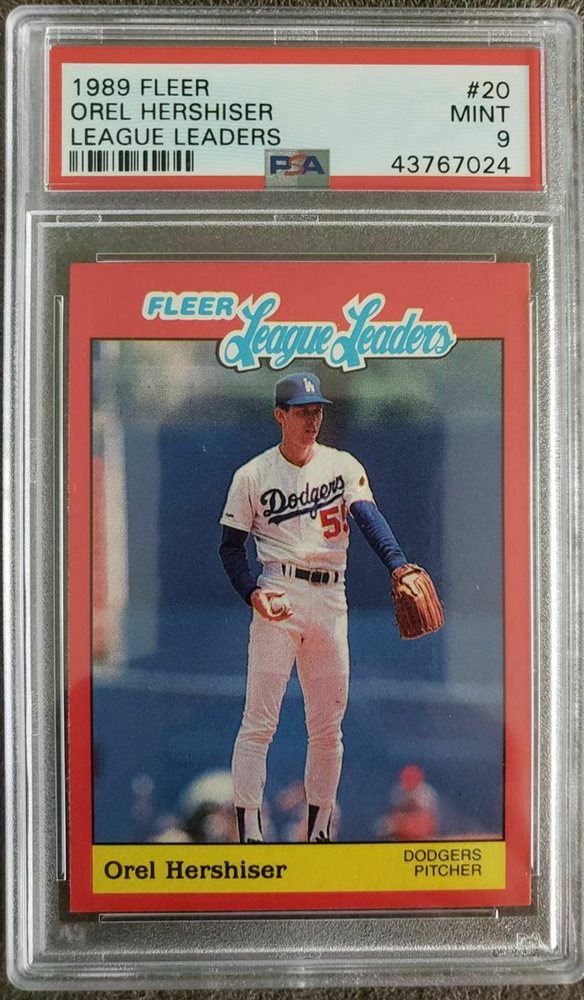 1989 FLEER #20
OREL HERSHISER MINT
LEAGUE LEADERS 9
PSA 43767024
FLEER League Leaders
LA
Dodgers
55
Orel Hershiser
DODGERS
PITCHER